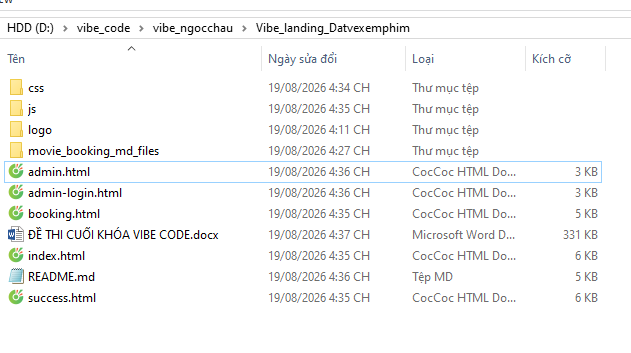 HDD (D:) > vibe_code > vibe_ngocchau > Vibe_landing_Datvexemphim
Tên Ngày sửa đổi Loại Kích cỡ
css 19/08/2026 4:34 CH Thư mục tệp
js 19/08/2026 4:35 CH Thư mục tệp
logo 19/08/2026 4:11 CH Thư mục tệp
movie_booking_md_files 19/08/2026 4:27 CH Thư mục tệp
admin.html 19/08/2026 4:36 CH CocCoc HTML Do... 3 KB
admin-login.html 19/08/2026 4:36 CH CocCoc HTML Do... 3 KB
booking.html 19/08/2026 4:35 CH CocCoc HTML Do... 5 KB
ĐỀ THI CUỐI KHÓA VIBE CODE.docx 19/08/2026 4:37 CH Microsoft Word D... 331 KB
index.html 19/08/2026 4:35 CH CocCoc HTML Do... 6 KB
README.md 19/08/2026 4:36 CH Tệp MD 5 KB
success.html 19/08/2026 4:35 CH CocCoc HTML Do... 6 KB